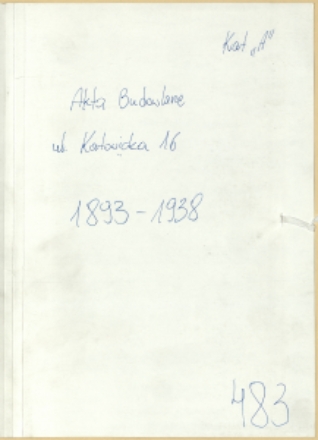 Kat „A"
Akta Budowlane
ul. Katowicka 16
1893-1938
483